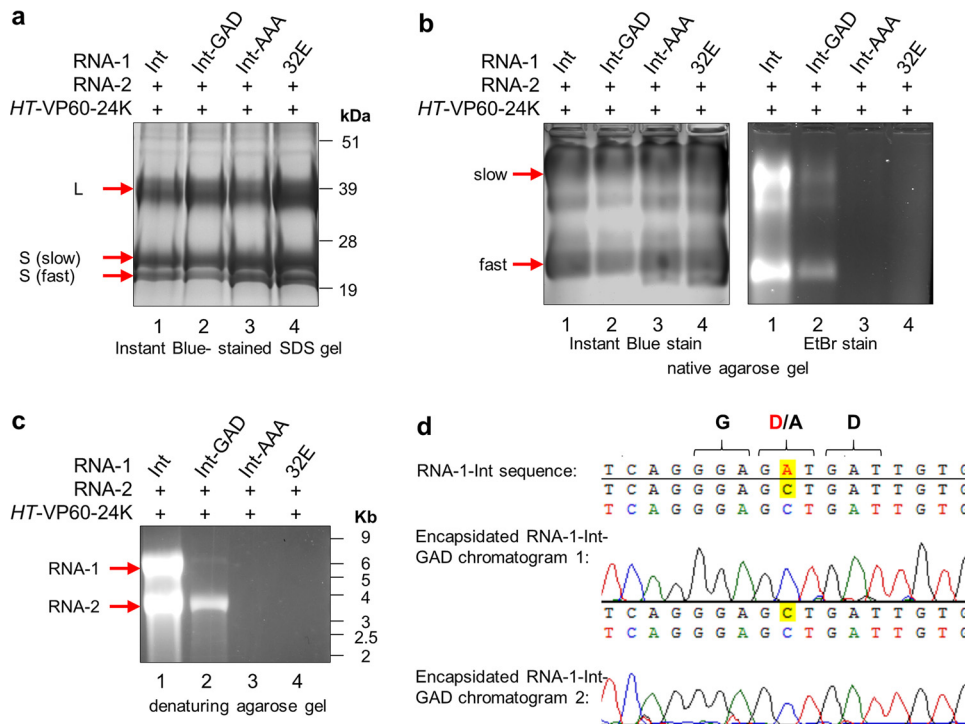 a
RNA-1 Int Int-GAD Int-AAA 32E
RNA-2 + + + +
HT-VP60-24K + + + + kDa
51
L 39
28
S (slow)
S (fast)
19
1 2 3 4
Instant Blue- stained SDS gel
b
RNA-1 Int Int-GAD Int-AAA 32E Int Int-GAD Int-AAA 32E
RNA-2 + + + + + + + +
HT-VP60-24K + + + + + + + +
slow
fast
1 2 3 4 1 2 3 4
Instant Blue stain EtBr stain
native agarose gel
c
RNA-1 Int Int-GAD Int-AAA 32E
RNA-2 + + + +
HT-VP60-24K + + + + Kb
9
RNA-1 6
5
RNA-2 4
3
2.5
2
1 2 3 4
denaturing agarose gel
d
G D/A D
RNA-1-Int sequence: T C A G G G A G A T G A T T G T G
T C A G G G A G C T G A T T G T G
T C A G G G A G C T G A T T G T G
Encapsidated RNA-1-Int-
GAD chromatogram 1:
T C A G G G A G C T G A T T G T G
T C A G G G A G C T G A T T G T G
Encapsidated RNA-1-Int-
GAD chromatogram 2: